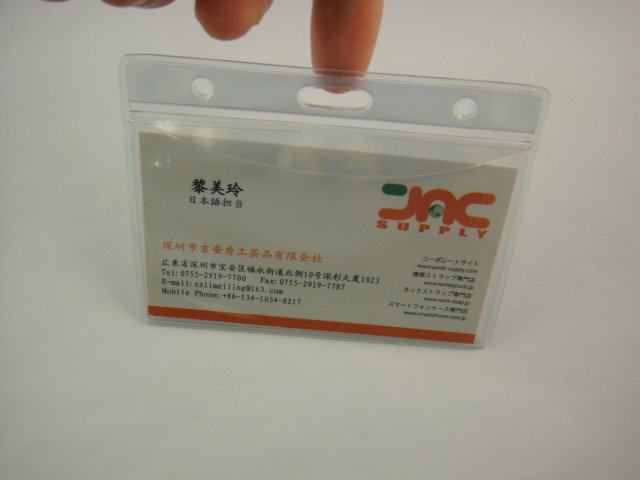 黎美玲
日本語担当
JAC
SUPPLY
深圳市吉安秀工芸品有限会社
広東省深圳市宝安区福永街道北側10号深彩大厦1023
Tel:0755-2919-7700 Fax:0755-2919-7787
E-mail:szlimeiling@163.com
Mobile Phone:+86-134-1034-8217
コーポレートサイト
www.jandc-supply.com
携帯ストラップ専門店
www.keitaigoods.jp
ネックストラップ専門店
www.neck-strap.jp
スマートフォンケース専門店
www.smartphone-case.jp